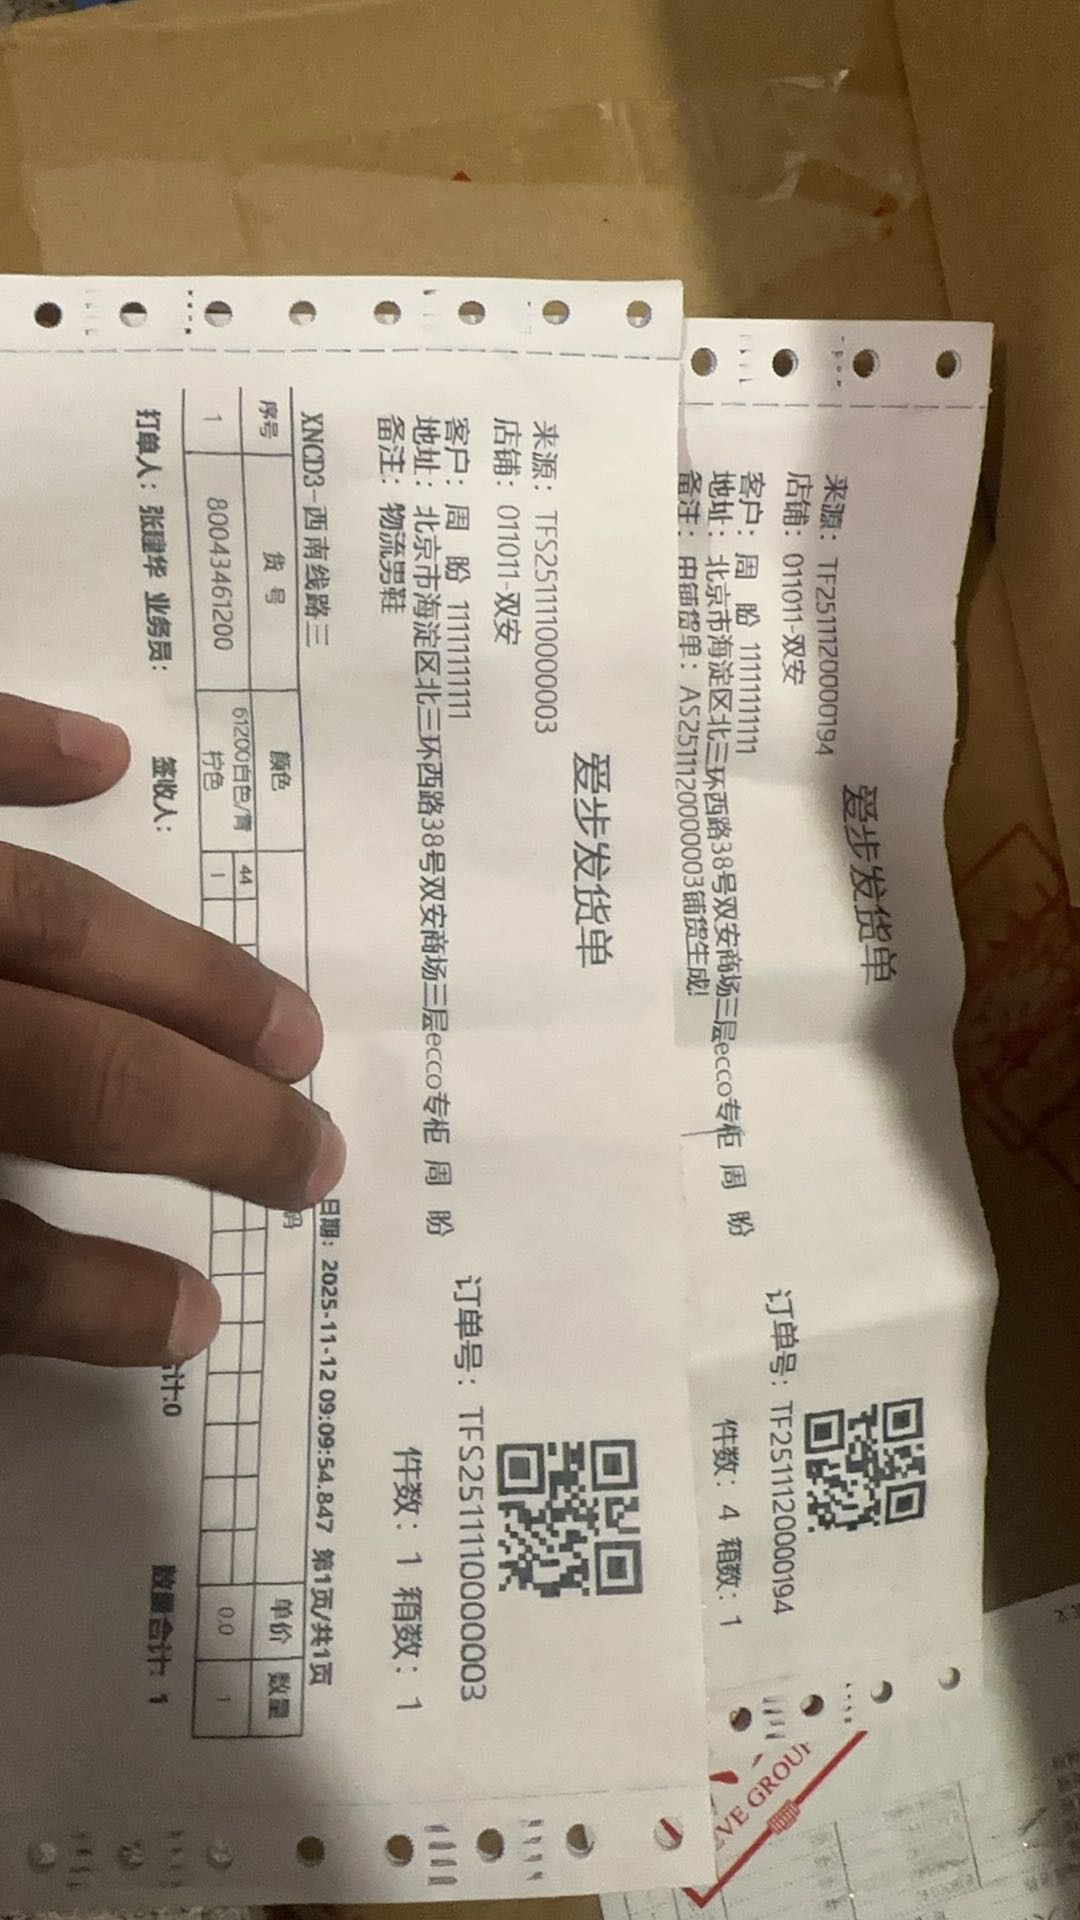 爱步发货单
来源：TF2511120000194
店铺：011011-双安
订单号：TF2511120000194
客户：周 盼 11111111111
地址：北京市海淀区北三环西路38号双安商场三层ecco专柜 周 盼
件数：4 箱数：1
备注：由铺货单：AS2511120000003铺货生成!
爱步发货单
来源：TFS2511110000003
店铺：011011-双安
订单号：TFS2511110000003
客户：周 盼 11111111111
地址：北京市海淀区北三环西路38号双安商场三层ecco专柜 周 盼
件数：1 箱数：1
备注：物流男鞋
XNCD3-西南线路三 日期：2025-11-12 09:09:54.847 第1页/共1页
序号 货号 颜色 码 单价 数量
44
1 80043461200 61200白色/青柠色 1 0.0 1
打单人：张建华 业务员： 签收人： 计:0 数量合计: 1
EVE GROUP